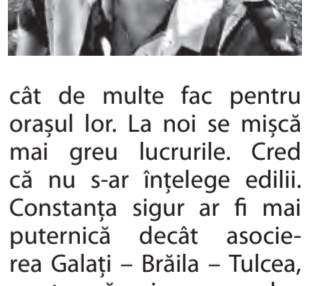 cât de multe fac pentru
orașul lor. La noi se mișcă
mai greu lucrurile. Cred
că nu s-ar înțelege edilii.
Constanța sigur ar fi mai
puternică decât asocie-
rea Galați – Brăila – Tulcea,